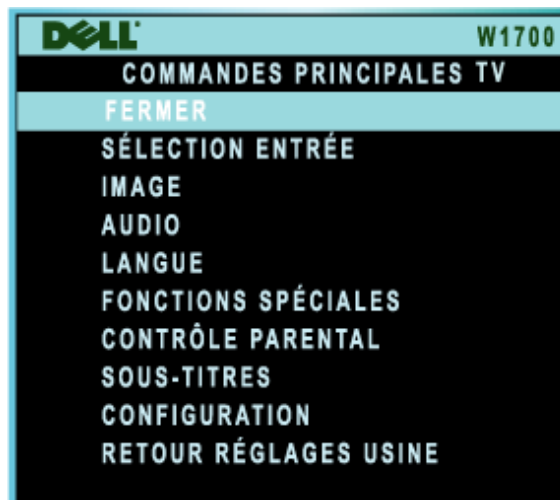 DELL W1700
COMMANDES PRINCIPALES TV
FERMER
SÉLECTION ENTRÉE
IMAGE
AUDIO
LANGUE
FONCTIONS SPÉCIALES
CONTRÔLE PARENTAL
SOUS-TITRES
CONFIGURATION
RETOUR RÉGLAGES USINE